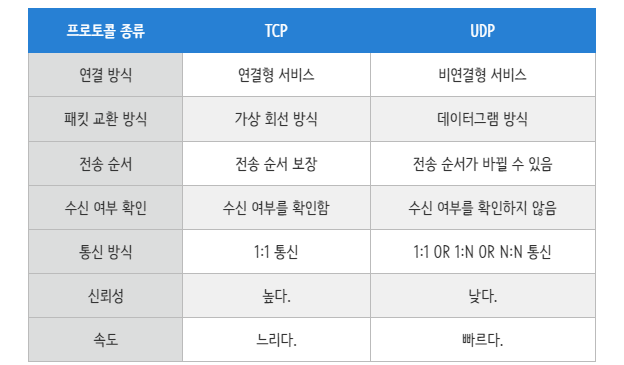 프로토콜 종류 TCP UDP
연결 방식 연결형 서비스 비연결형 서비스
패킷 교환 방식 가상 회선 방식 데이터그램 방식
전송 순서 전송 순서 보장 전송 순서가 바뀔 수 있음
수신 여부 확인 수신 여부를 확인함 수신 여부를 확인하지 않음
통신 방식 1:1 통신 1:1 OR 1:N OR N:N 통신
신뢰성 높다. 낮다.
속도 느리다. 빠르다.